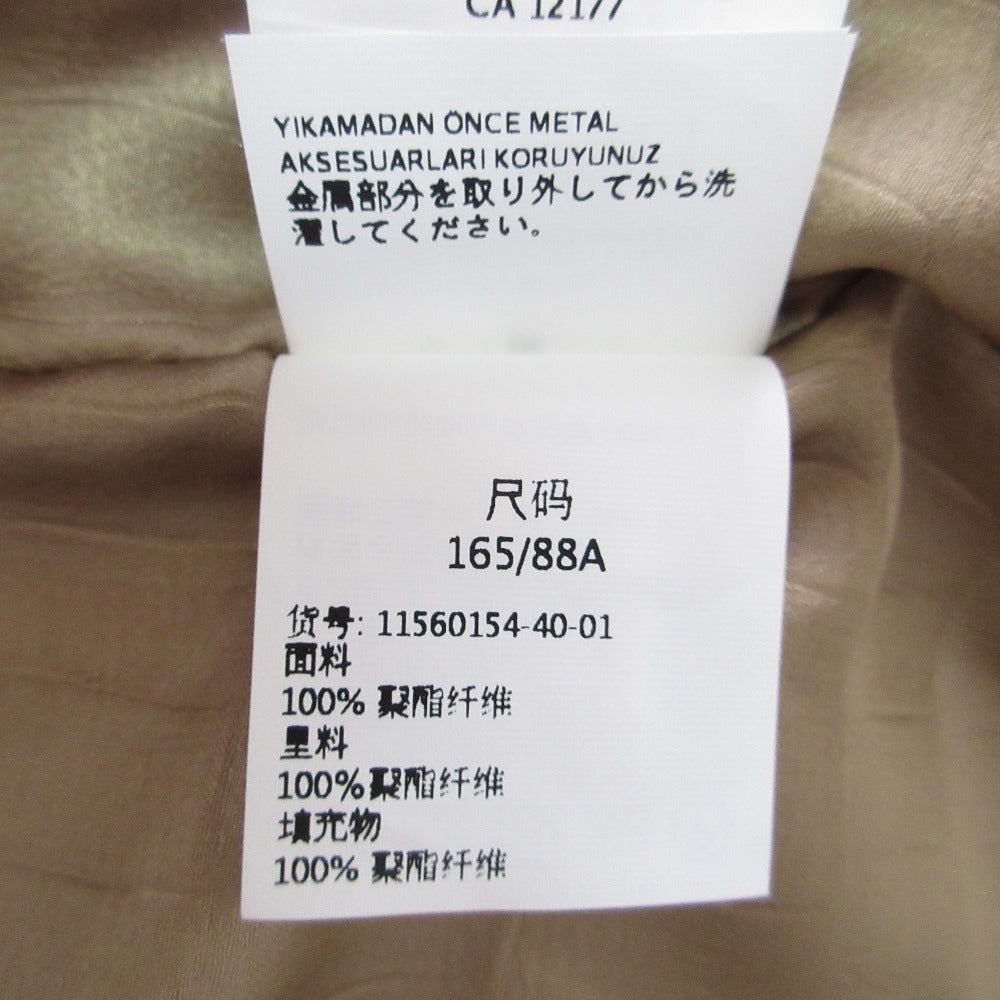 CA 12177
YIKAMADAN ÖNCE METAL
AKSESUARLARI KORUYUNUZ
金属部分を取り外してから洗
濯してください。
尺码
165/88A
货号: 11560154-40-01
面料
100% 聚酯纤维
里料
100%聚酯纤维
填充物
100% 聚酯纤维